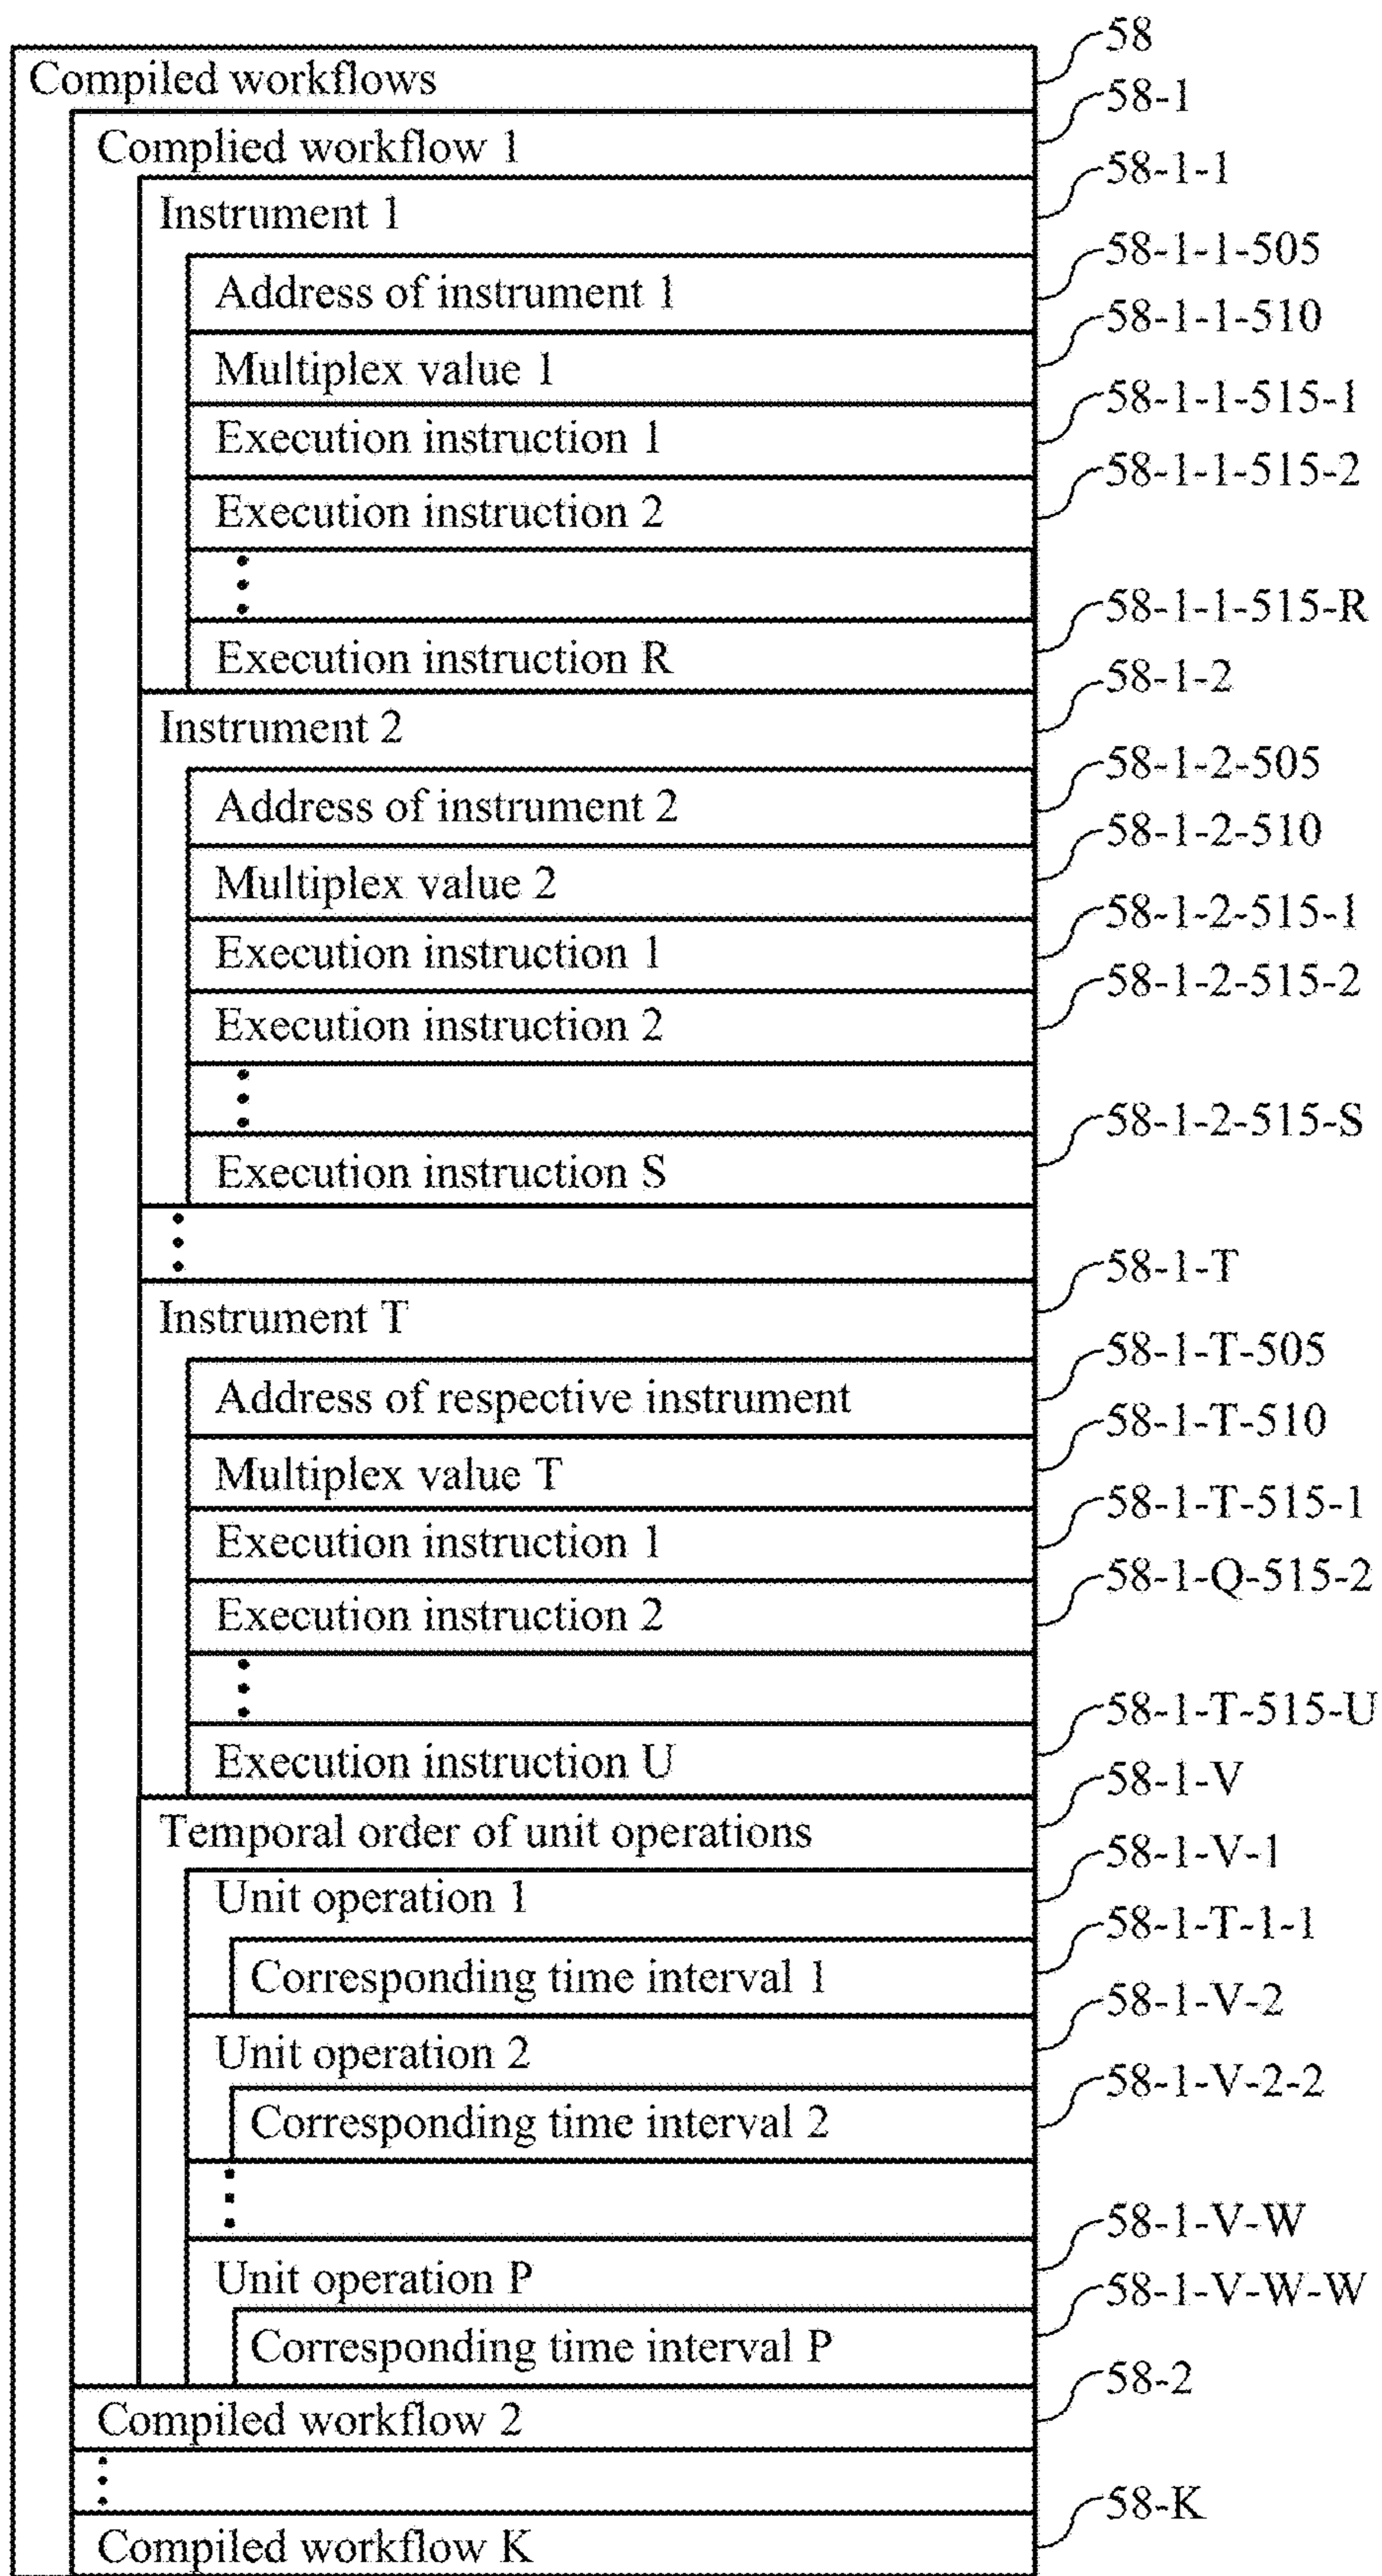 58
Compiled workflows
58-1
Complied workflow 1
58-1-1
Instrument 1
58-1-1-505
Address of instrument 1
58-1-1-510
Multiplex value 1
58-1-1-515-1
Execution instruction 1
58-1-1-515-2
Execution instruction 2
58-1-1-515-R
Execution instruction R
58-1-2
Instrument 2
58-1-2-505
Address of instrument 2
58-1-2-510
Multiplex value 2
58-1-2-515-1
Execution instruction 1
58-1-2-515-2
Execution instruction 2
58-1-2-515-S
Execution instruction S
58-1-T
Instrument T
58-1-T-505
Address of respective instrument
58-1-T-510
Multiplex value T
58-1-T-515-1
Execution instruction 1
58-1-Q-515-2
Execution instruction 2
58-1-T-515-U
Execution instruction U
58-1-V
Temporal order of unit operations
58-1-V-1
Unit operation 1
58-1-T-1-1
Corresponding time interval 1
58-1-V-2
Unit operation 2
58-1-V-2-2
Corresponding time interval 2
58-1-V-W
Unit operation P
58-1-V-W-W
Corresponding time interval P
58-2
Compiled workflow 2
58-K
Compiled workflow K